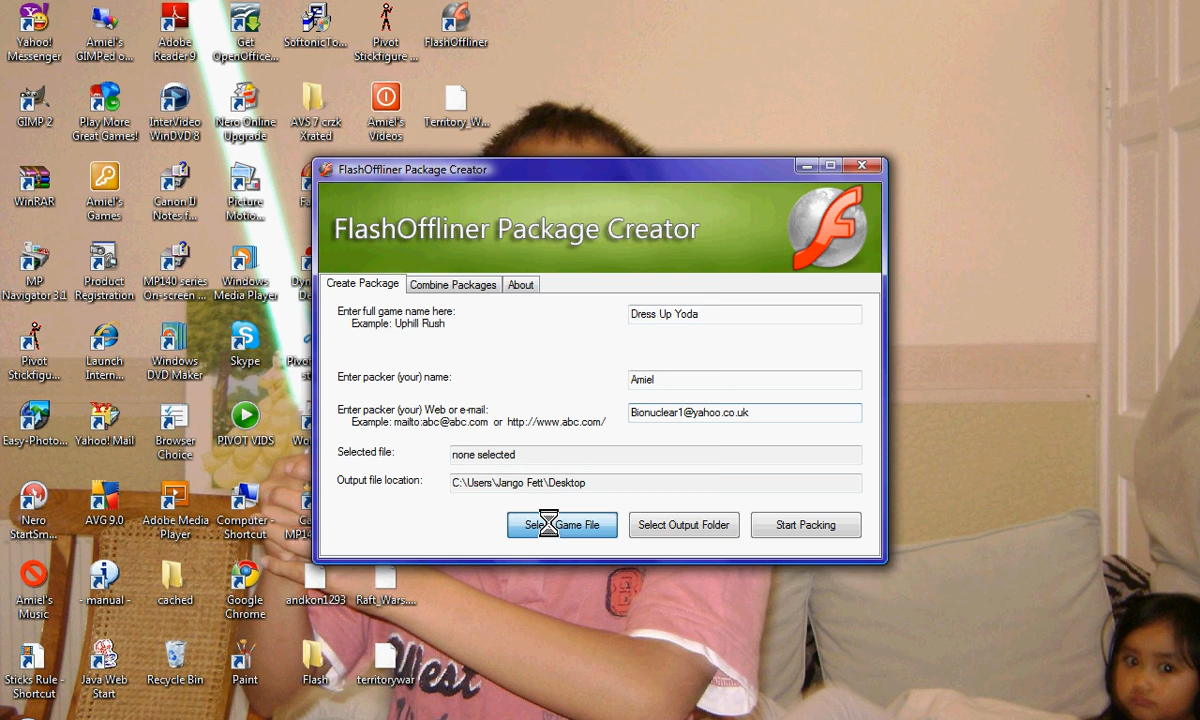 Yahoo! Messenger
Amiel's GIMPed o...
Adobe Reader 9
Get OpenOffice...
SoftonicTo...
Pivot Stickfigure ...
FlashOffliner
GIMP 2
Play More Great Games!
InterVideo WinDVD 8
Nero Online Upgrade
AVS 7 crzk Xrated
Amiel's Videos
Territory_W...
WinRAR
Amiel's Games
Canon IJ Notes f...
Picture Motio...
MP Navigator 3.1
Product Registration
MP140 series On-screen ...
Windows Media Player
Pivot Stickfigu...
Launch Intern...
Windows DVD Maker
Skype
Easy-Photo...
Yahoo! Mail
Browser Choice
PIVOT VIDS
Nero StartSm...
AVG 9.0
Adobe Media Player
Computer - Shortcut
Amiel's Music
- manual -
cached
Google Chrome
andkon1293
Raft_Wars....
Sticks Rule - Shortcut
Java Web Start
Recycle Bin
Paint
Flash
territorywar
FlashOffliner Package Creator
FlashOffliner Package Creator
Create Package
Combine Packages
About
Enter full game name here:
Dress Up Yoda
Example: Uphill Rush
Enter packer (your) name:
Amiel
Enter packer (your) Web or e-mail:
Bionuclear1@yahoo.co.uk
Example: mailto:abc@abc.com or http://www.abc.com/
Selected file:
none selected
Output file location:
C:\Users\Jango Fett\Desktop
Game File
Select Output Folder
Start Packing
West